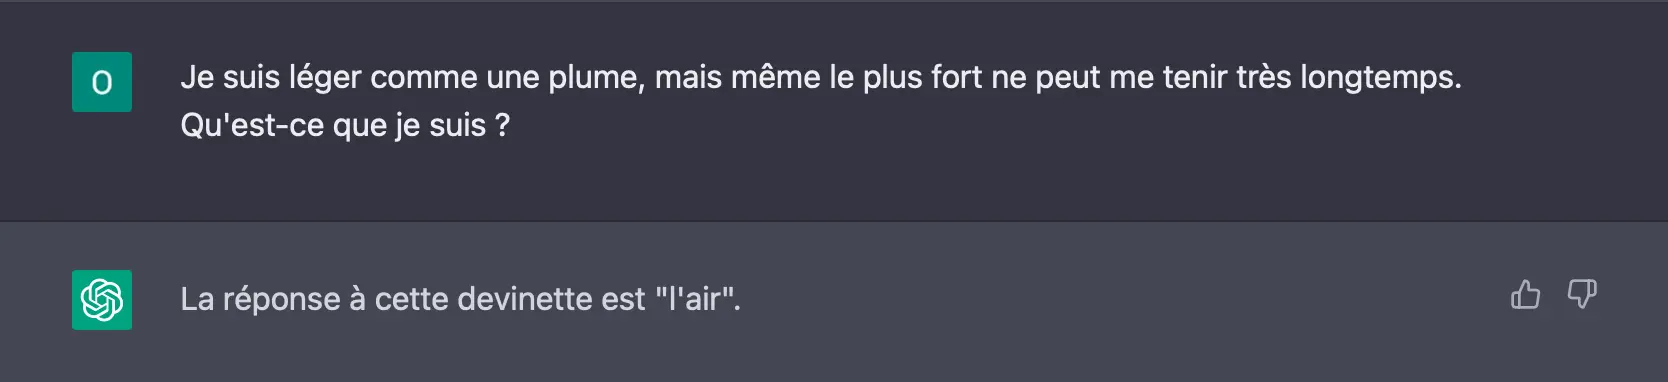 O
Je suis léger comme une plume, mais même le plus fort ne peut me tenir très longtemps.
Qu'est-ce que je suis ?
La réponse à cette devinette est "l'air".